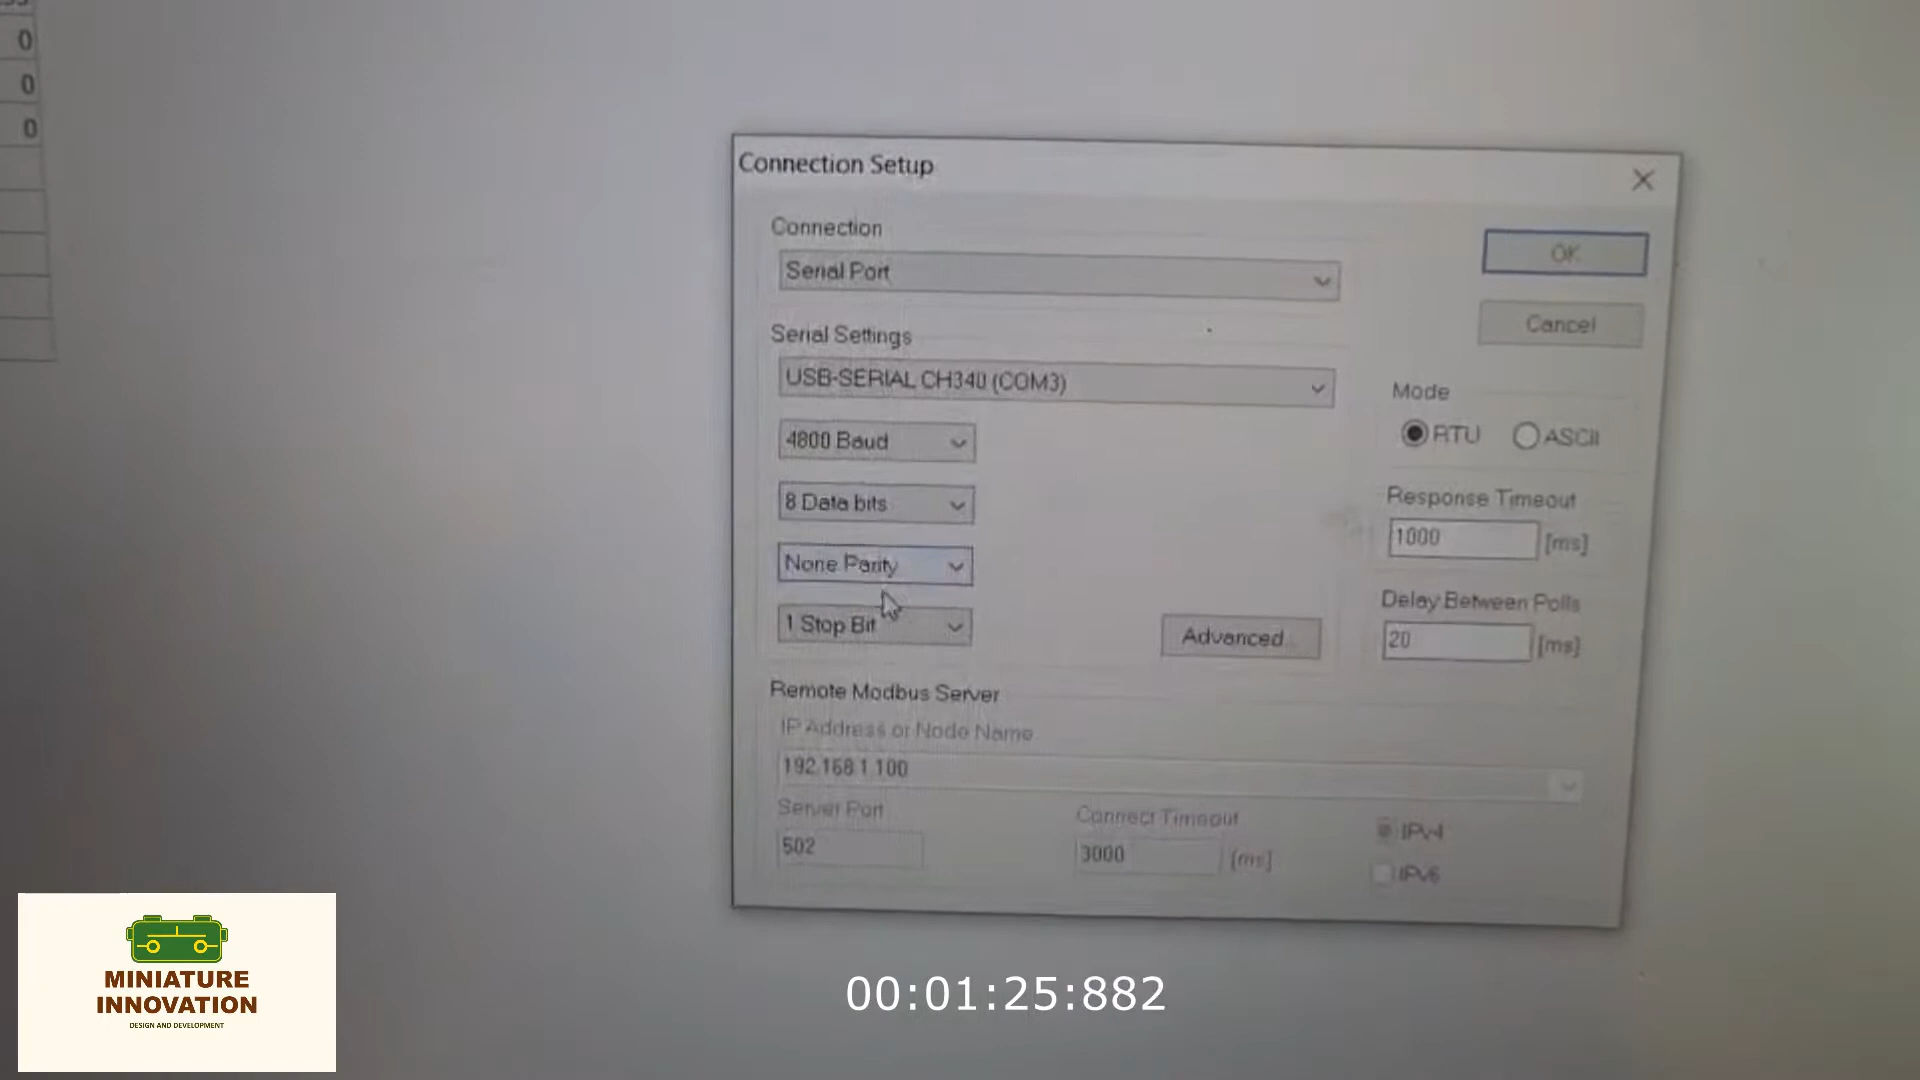 0
0
0
Connection Setup
Connection
Serial Port
OK
Cancel
Serial Settings
USB-SERIAL CH340 (COM3)
Mode
RTU
ASCII
4800 Baud
8 Data bits
Response Timeout
1000 [ms]
None Parity
Delay Between Polls
20 [ms]
1 Stop Bit
Advanced...
Remote Modbus Server
IP Address or Node Name
192.168.1.100
Server Port
502
Connect Timeout
3000 [ms]
IPv4
IPv6
MINIATURE
INNOVATION
DESIGN AND DEVELOPMENT
00:01:25:882